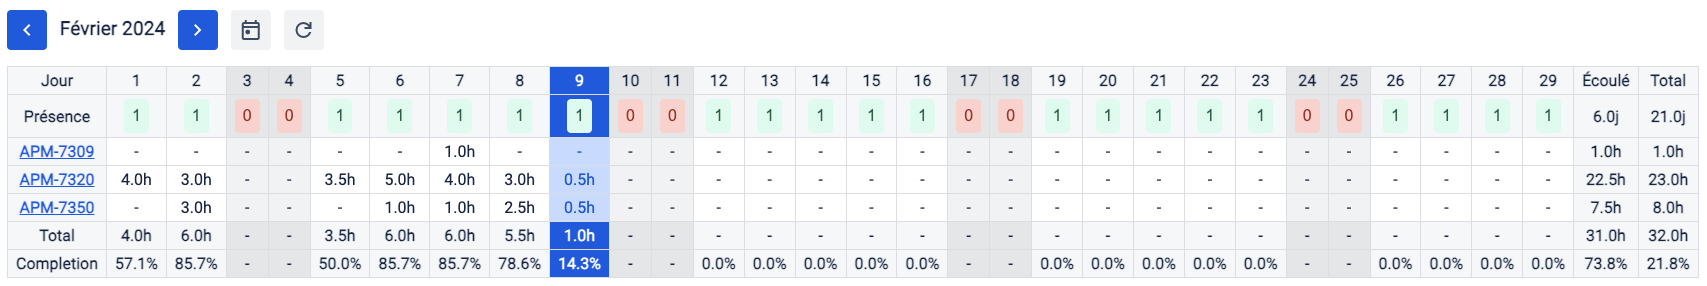 Février 2024
Jour 1 2 3 4 5 6 7 8 9 10 11 12 13 14 15 16 17 18 19 20 21 22 23 24 25 26 27 28 29 Écoulé Total
Présence 1 1 0 0 1 1 1 1 1 0 0 1 1 1 1 1 0 0 1 1 1 1 1 0 0 1 1 1 1 6.0j 21.0j
APM-7309 - - - - - - 1.0h - - - - - - - - - - - - - - - - - - - - - - 1.0h 1.0h
APM-7320 4.0h 3.0h - - 3.5h 5.0h 4.0h 3.0h 0.5h - - - - - - - - - - - - - - - - - - - - 22.5h 23.0h
APM-7350 - 3.0h - - - 1.0h 1.0h 2.5h 0.5h - - - - - - - - - - - - - - - - - - - - 7.5h 8.0h
Total 4.0h 6.0h - - 3.5h 6.0h 6.0h 5.5h 1.0h - - - - - - - - - - - - - - - - - - - - 31.0h 32.0h
Completion 57.1% 85.7% - - 50.0% 85.7% 85.7% 78.6% 14.3% - - 0.0% 0.0% 0.0% 0.0% 0.0% - - 0.0% 0.0% 0.0% 0.0% 0.0% - - 0.0% 0.0% 0.0% 0.0% 73.8% 21.8%